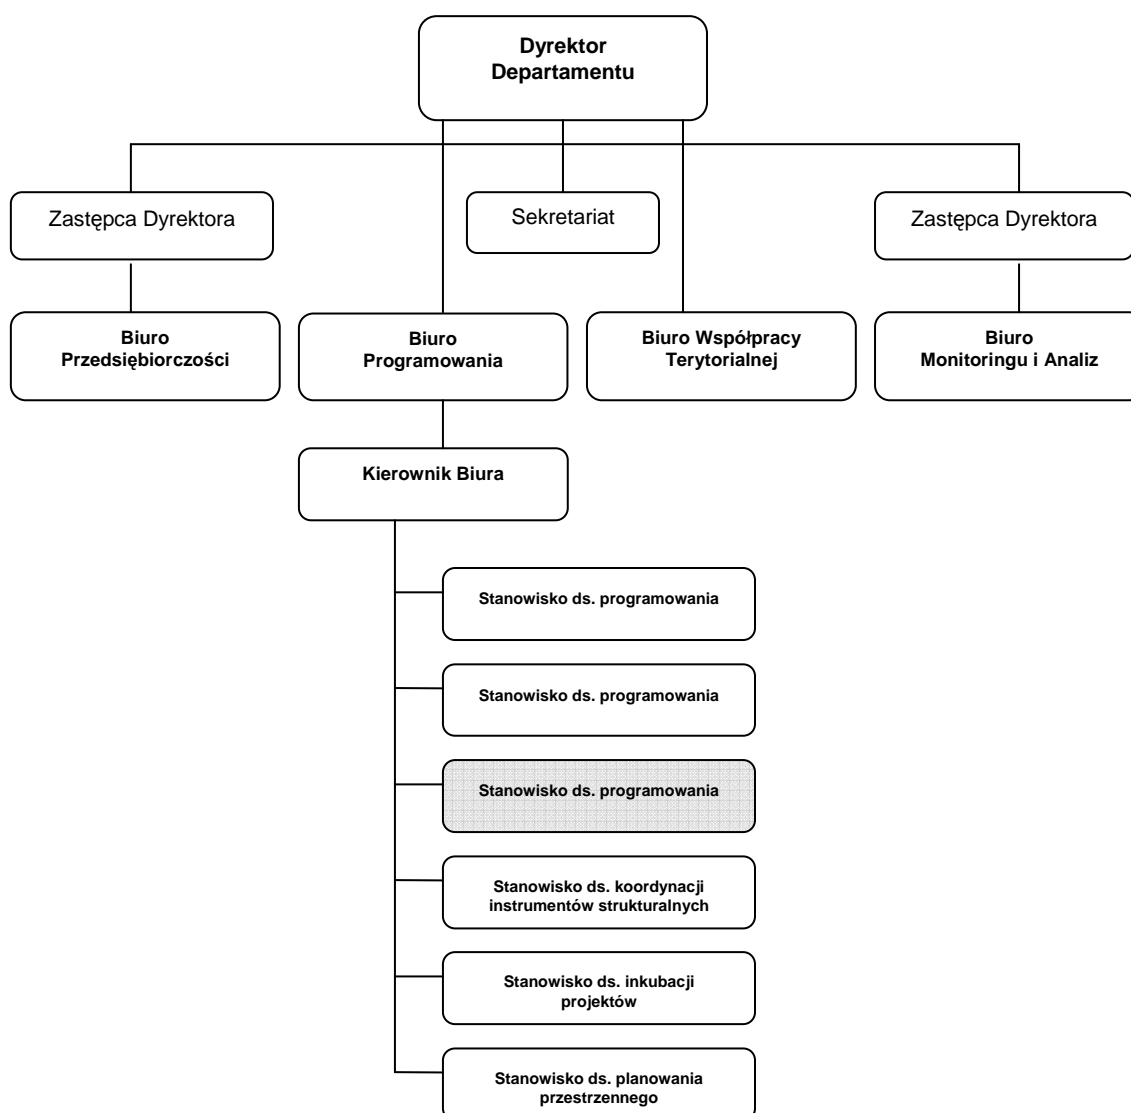 Dyrektor
Departamentu
Zastępca Dyrektora
Sekretariat
Zastępca Dyrektora
Biuro
Przedsiębiorczości
Biuro
Programowania
Biuro Współpracy
Terytorialnej
Biuro
Monitoringu i Analiz
Kierownik Biura
Stanowisko ds. programowania
Stanowisko ds. programowania
Stanowisko ds. programowania
Stanowisko ds. koordynacji
instrumentów strukturalnych
Stanowisko ds. inkubacji
projektów
Stanowisko ds. planowania
przestrzennego